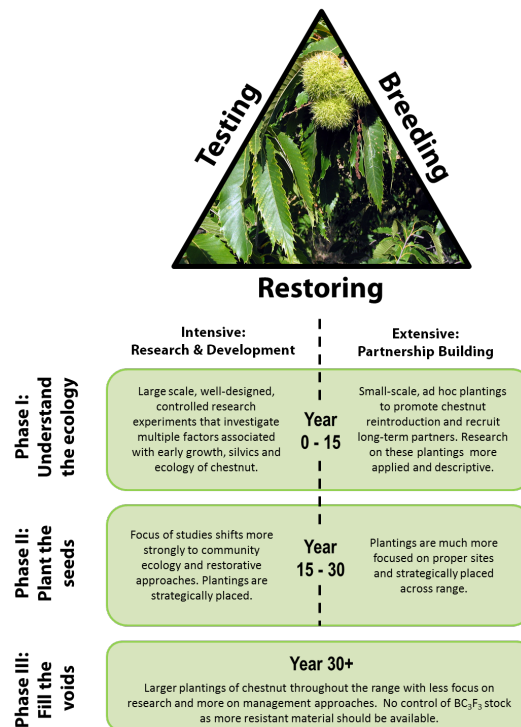 Testing
Breeding
Restoring
Intensive:
Research & Development
Extensive:
Partnership Building
Phase I:
Understand
the ecology
Large scale, well-designed,
controlled research
experiments that investigate
multiple factors associated
with early growth, silvics and
ecology of chestnut.
Year
0 - 15
Small-scale, ad hoc plantings
to promote chestnut
reintroduction and recruit
long-term partners. Research
on these plantings more
applied and descriptive.
Phase II:
Plant the
seeds
Focus of studies shifts more
strongly to community
ecology and restorative
approaches. Plantings are
strategically placed.
Year
15 - 30
Plantings are much more
focused on proper sites
and strategically placed
across range.
Phase III:
Fill the
voids
Year 30+
Larger plantings of chestnut throughout the range with less focus on
research and more on management approaches. No control of BC₃F₃ stock
as more resistant material should be available.